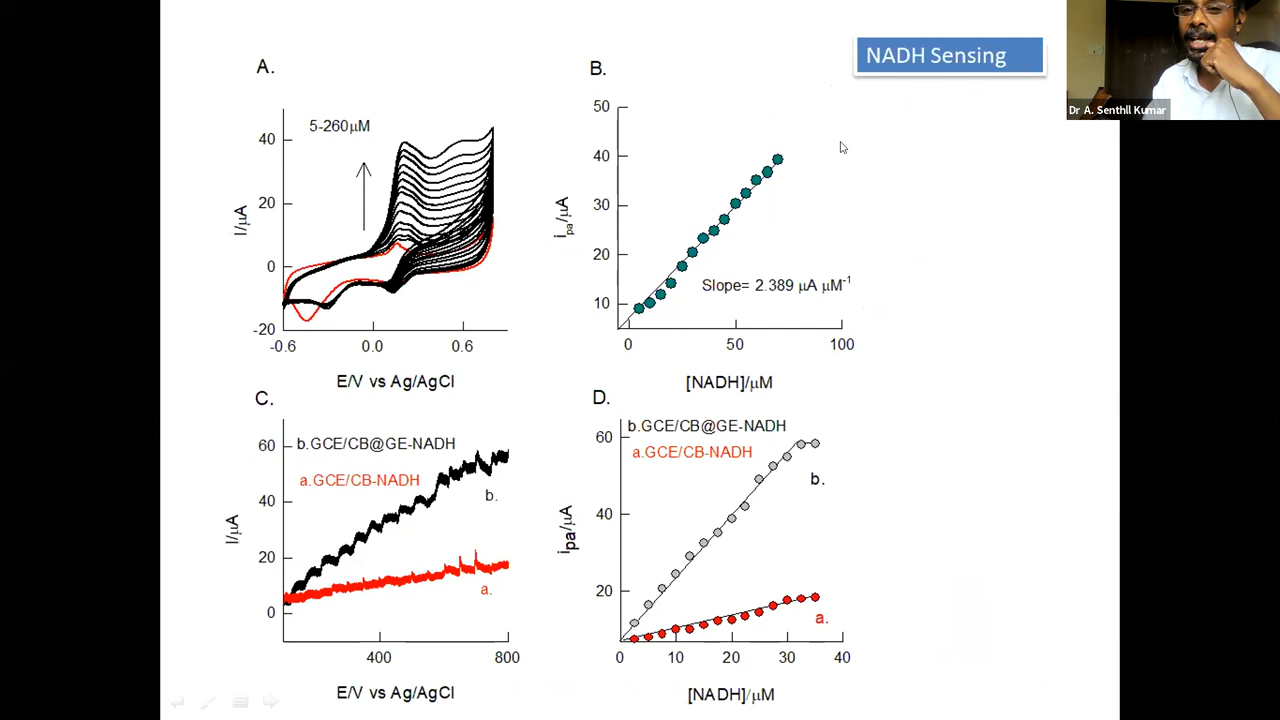 NADH Sensing
Dr A. Senthil Kumar
A.
5-260μM
40
20
0
-20
-0.6 0.0 0.6
I/μA
E/V vs Ag/AgCl
B.
50
40
30
20
10
0 50 100
ipa/μA
Slope= 2.389 μA μM-1
[NADH]/μM
C.
b.GCE/CB@GE-NADH
a.GCE/CB-NADH
60
40
20
0
400 800
b.
a.
I/μA
E/V vs Ag/AgCl
D.
b.GCE/CB@GE-NADH
a.GCE/CB-NADH
60
40
20
0 10 20 30 40
b.
a.
ipa/μA
[NADH]/μM